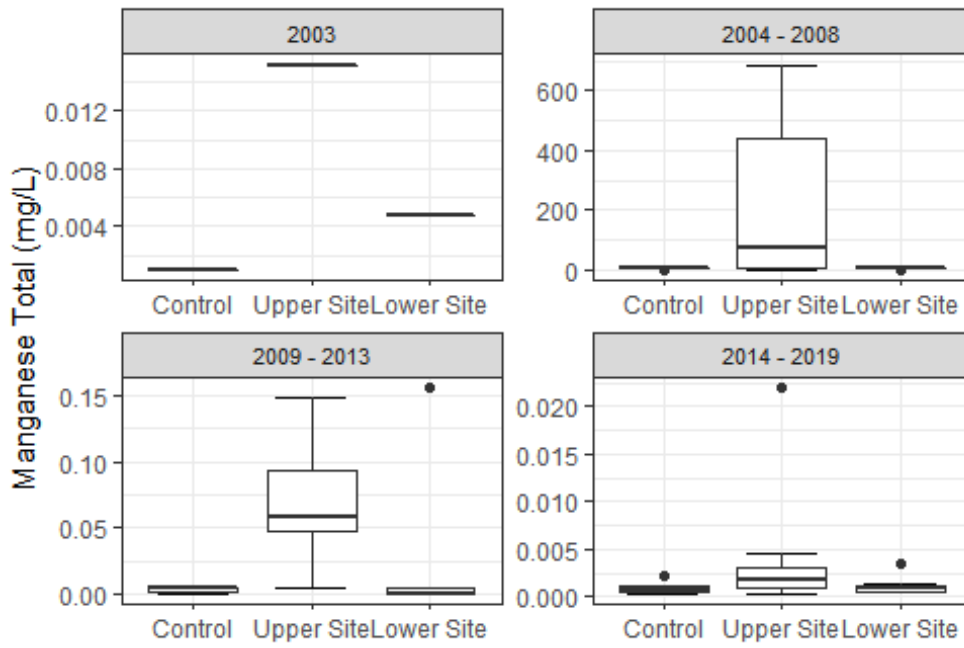 Manganese Total (mg/L)
2003
0.012
0.008
0.004
Control Upper Site Lower Site
2004 - 2008
600
400
200
0
Control Upper Site Lower Site
2009 - 2013
0.15
0.10
0.05
0.00
Control Upper Site Lower Site
2014 - 2019
0.020
0.015
0.010
0.005
0.000
Control Upper Site Lower Site